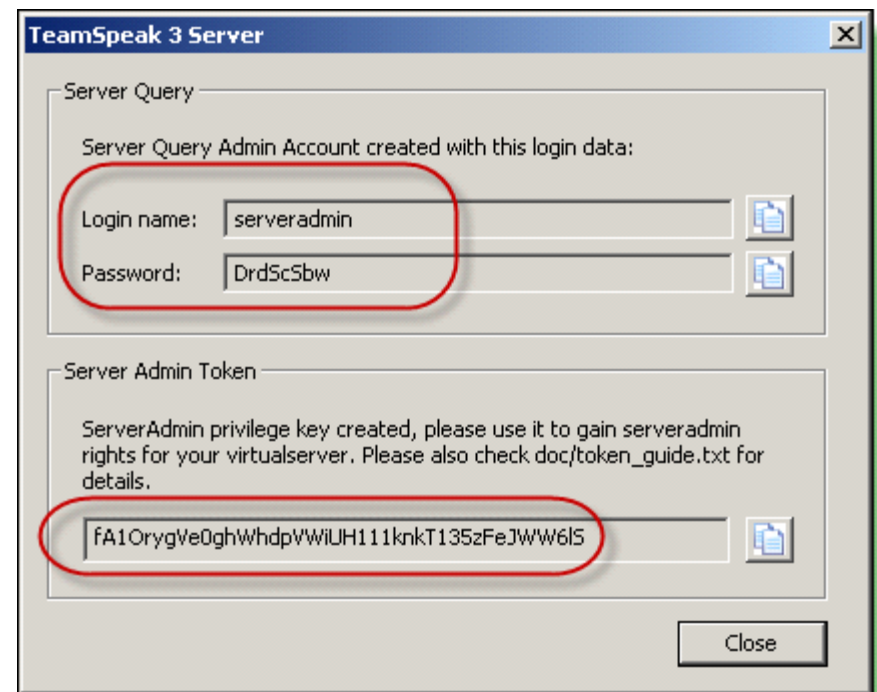 TeamSpeak 3 Server
Server Query
Server Query Admin Account created with this login data:
Login name: serveradmin
Password: DrdScSbw
Server Admin Token
ServerAdmin privilege key created, please use it to gain serveradmin
rights for your virtualserver. Please also check doc/token_guide.txt for
details.
fA1OrygVe0ghWhdpVWiUH111knkT135zFeJWW6lS
Close